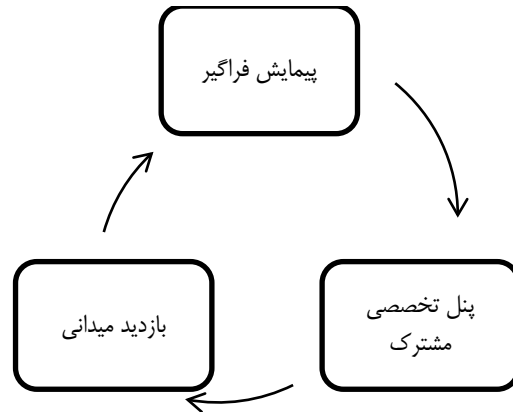 پیمایش فراگیر
پنل تخصصی
مشترک
بازدید میدانی